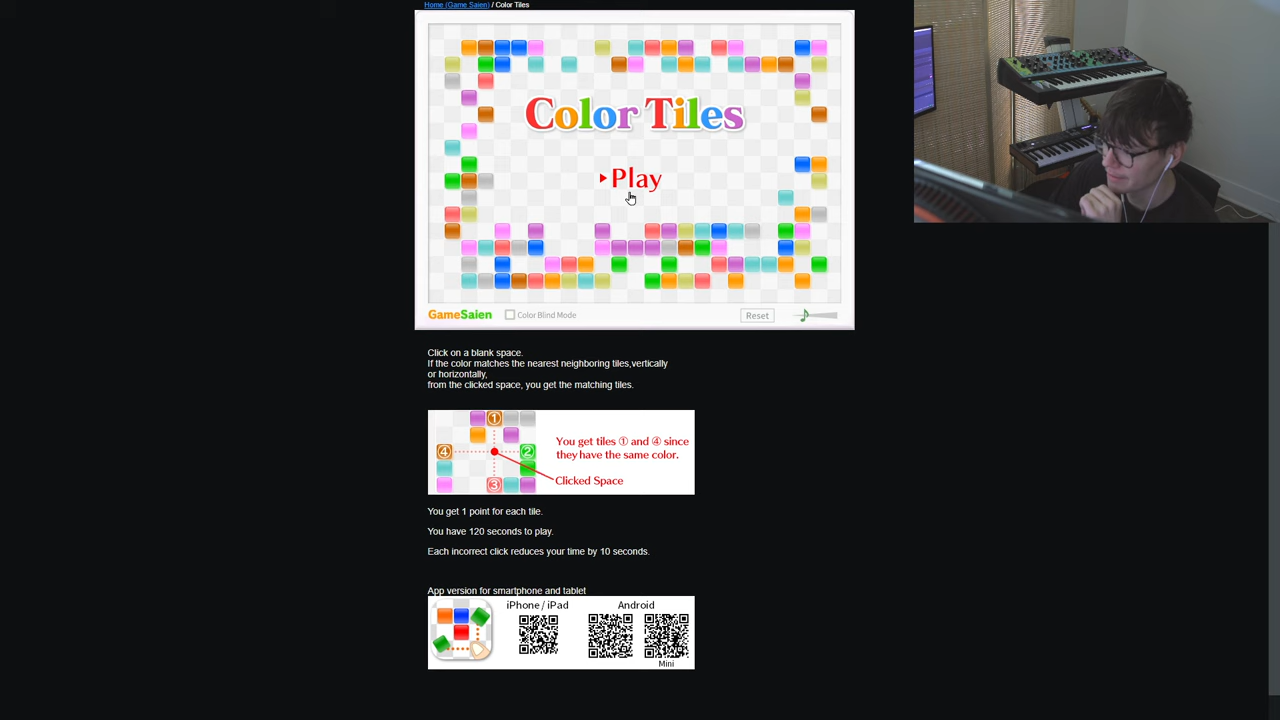 Home (Game Saien) / Color Tiles
Color Tiles
Play
GameSaien
Color Blind Mode
Reset
Click on a blank space.
If the color matches the nearest neighboring tiles,vertically
or horizontally,
from the clicked space, you get the matching tiles.
①
④
②
③
You get tiles ① and ④ since
they have the same color.
Clicked Space
You get 1 point for each tile.
You have 120 seconds to play.
Each incorrect click reduces your time by 10 seconds.
App version for smartphone and tablet
iPhone / iPad
Android
Mini